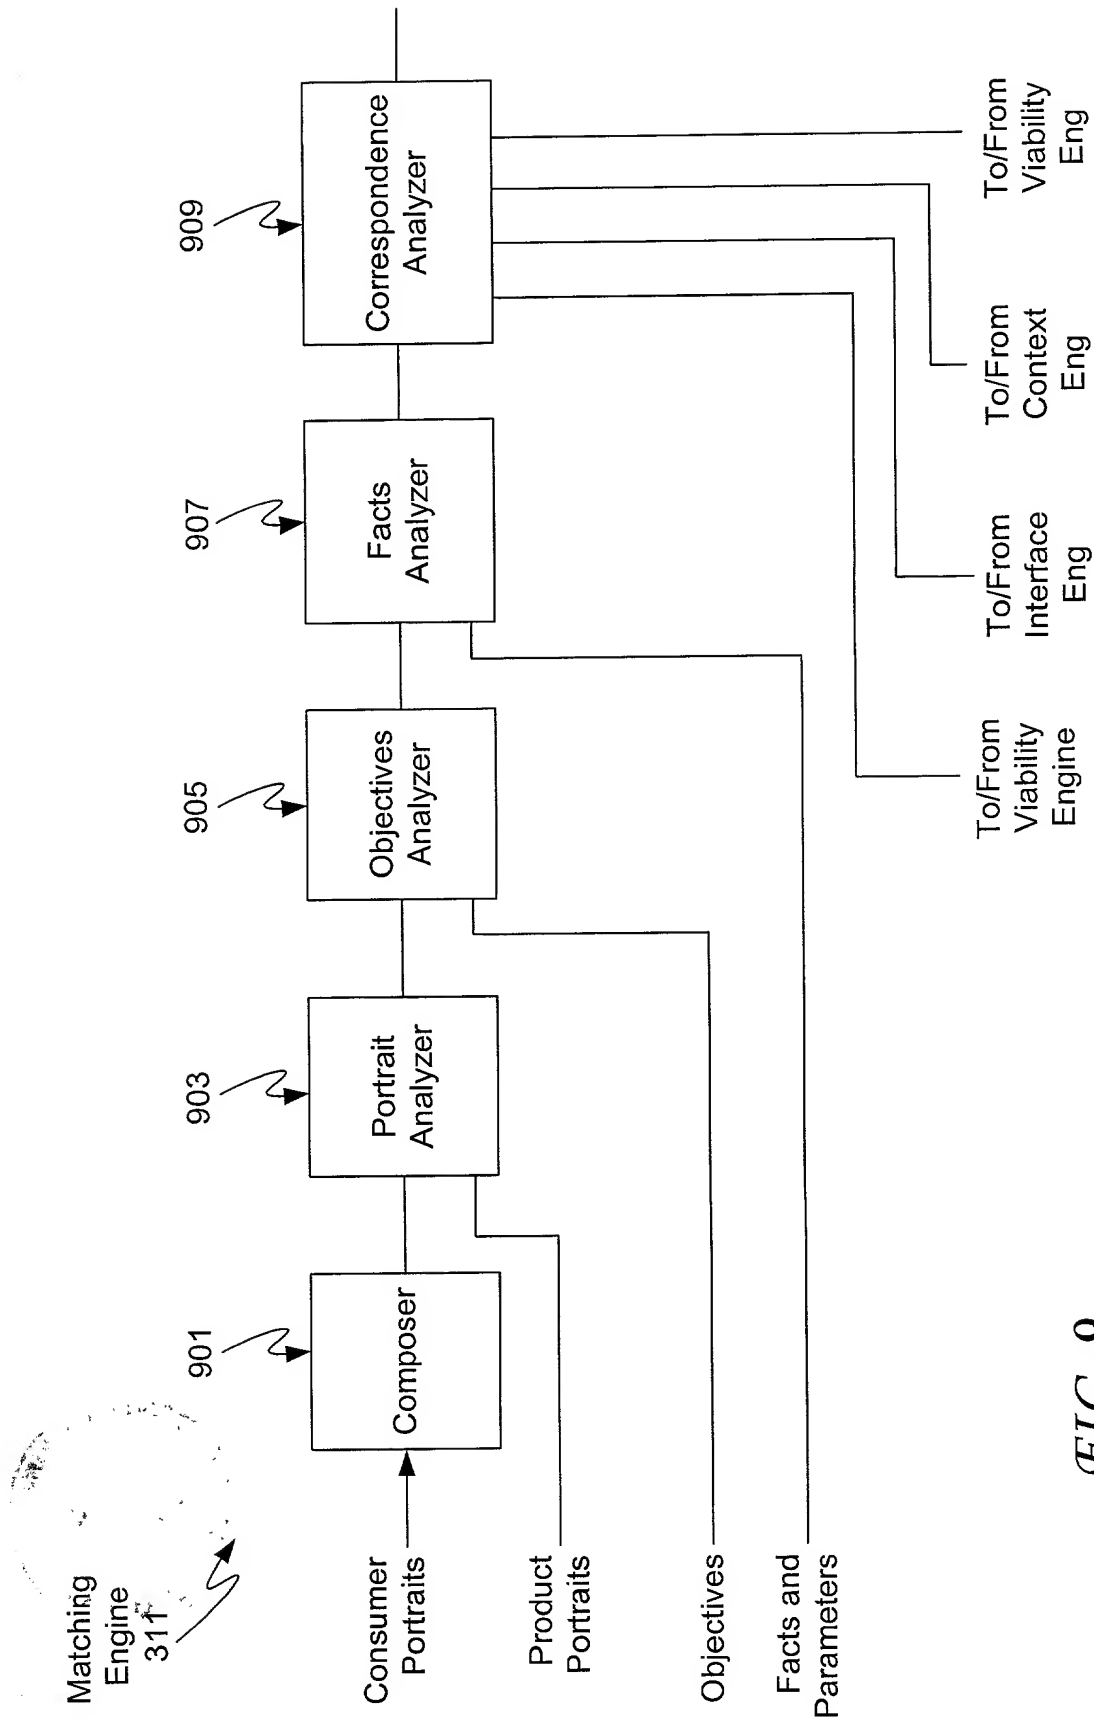 Matching
Engine
311
901
903
905
907
909
Composer
Portrait
Analyzer
Objectives
Analyzer
Facts
Analyzer
Correspondence
Analyzer
Consumer
Portraits
Product
Portraits
Objectives
Facts and
Parameters
To/From
Viability
Engine
To/From
Interface
Eng
To/From
Context
Eng
To/From
Viability
Eng
FIG. 9